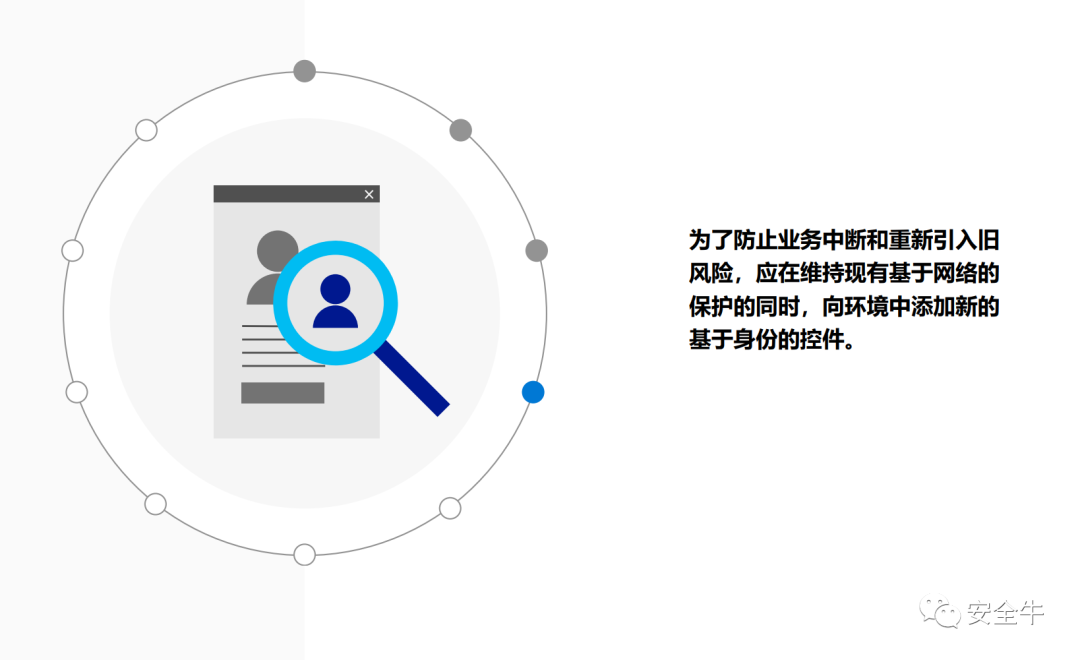 为了防止业务中断和重新引入旧
风险，应在维持现有基于网络的
保护的同时，向环境中添加新的
基于身份的控件。
安全牛